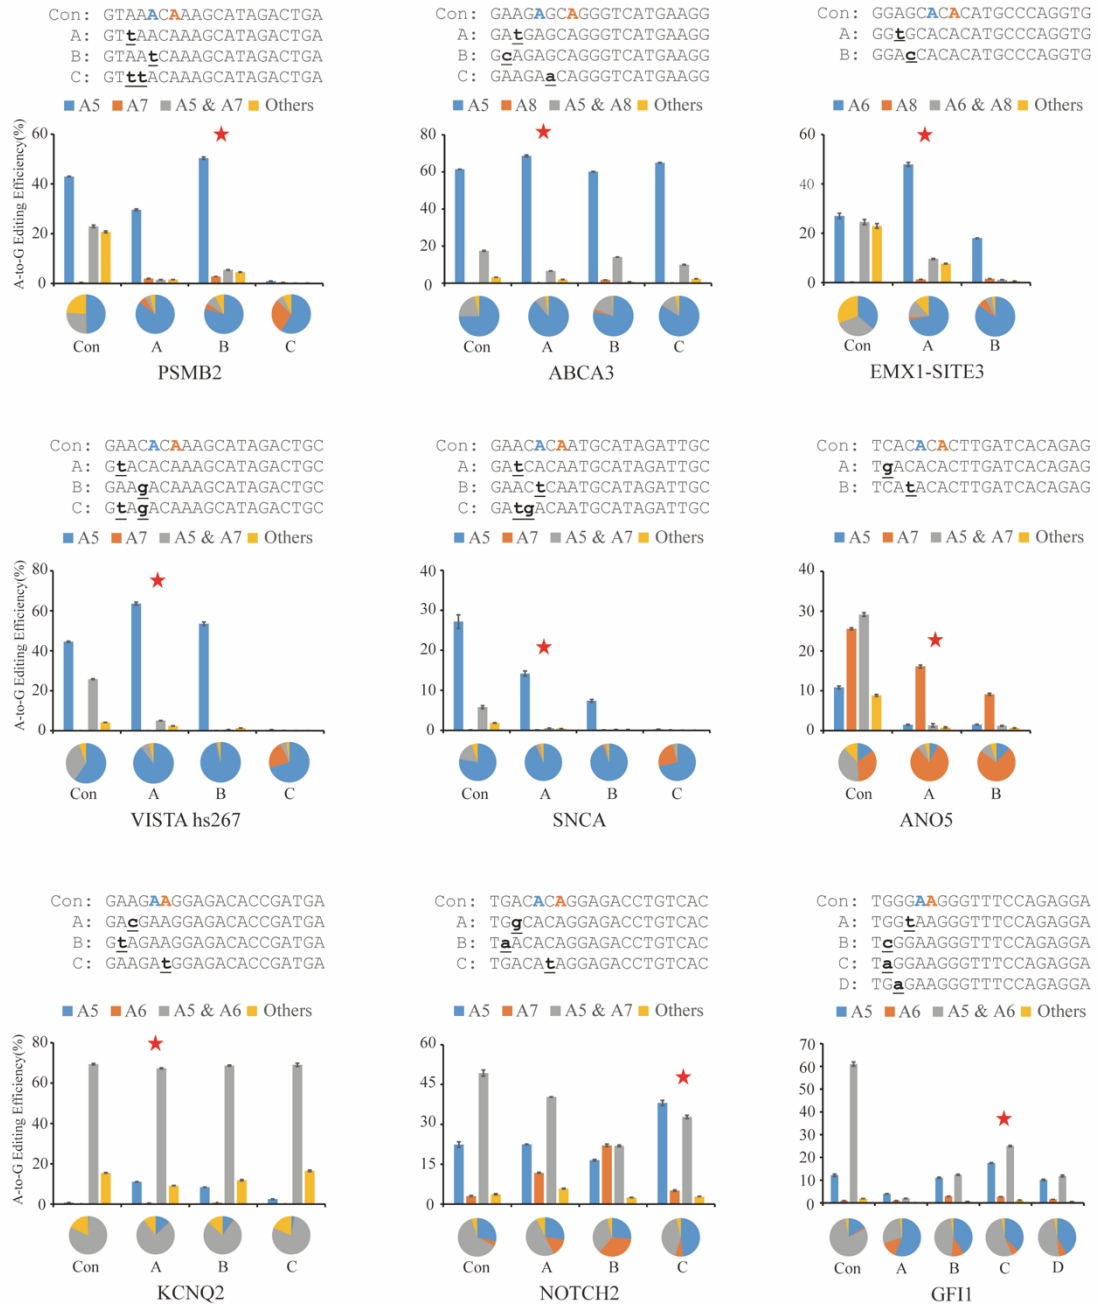 Con: GTAAACAAAGCATAGACTGA
A: GTtAACAAAGCATAGACTGA
B: GTAAtCAAAGCATAGACTGA
C: GTttACAAAGCATAGACTGA
A5 A7 A5 & A7 Others
A-to-G Editing Efficiency(%)
60
40
20
0
Con A B C
PSMB2
Con: GAAGAGCAGGGTCATGAAGG
A: GAtGAGCAGGGTCATGAAGG
B: GcAGAGCAGGGTCATGAAGG
C: GAAGAaCAGGGTCATGAAGG
A5 A8 A5 & A8 Others
80
60
40
20
0
Con A B C
ABCA3
Con: GGAGCACACATGCCCAGGTG
A: GGtGCACACATGCCCAGGTG
B: GGAcCACACATGCCCAGGTG
A6 A8 A6 & A8 Others
60
40
20
0
Con A B
EMX1-SITE3
Con: GAACACAAAGCATAGACTGC
A: GtACACAAAGCATAGACTGC
B: GAAgACAAAGCATAGACTGC
C: GtAgACAAAGCATAGACTGC
A5 A7 A5 & A7 Others
A-to-G Editing Efficiency(%)
80
60
40
20
0
Con A B C
VISTA hs267
Con: GAACACAATGCATAGATTGC
A: GAtCACAATGCATAGATTGC
B: GAACtCAATGCATAGATTGC
C: GAtgACAATGCATAGATTGC
A5 A7 A5 & A7 Others
40
30
20
10
0
Con A B C
SNCA
Con: TCACACACTTGATCACAGAG
A: TgACACACTTGATCACAGAG
B: TCAtACACTTGATCACAGAG
A5 A7 A5 & A7 Others
40
30
20
10
0
Con A B
ANO5
Con: GAAGAAGGAGACACCGATGA
A: GAcGAAGGAGACACCGATGA
B: GtAGAAGGAGACACCGATGA
C: GAAGAtGGAGACACCGATGA
A5 A6 A5 & A6 Others
A-to-G Editing Efficiency(%)
80
60
40
20
0
Con A B C
KCNQ2
Con: TGACACAGGAGACCTGTCAC
A: TGgCACAGGAGACCTGTCAC
B: TaACACAGGAGACCTGTCAC
C: TGACAtAGGAGACCTGTCAC
A5 A7 A5 & A7 Others
60
45
30
15
0
Con A B C
NOTCH2
Con: TGGGAAGGGTTTCCAGAGGA
A: TGGtAAGGGTTTCCAGAGGA
B: TcGGAAGGGTTTCCAGAGGA
C: TaGGAAGGGTTTCCAGAGGA
D: TGaGAAGGGTTTCCAGAGGA
A5 A6 A5 & A6 Others
70
60
50
40
30
20
10
0
Con A B C D
GFI1